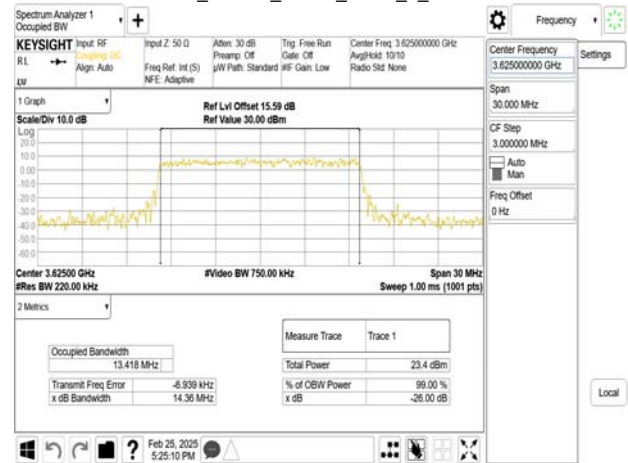 Spectrum Analyzer 1
Occupied BW
Frequency
KEYSIGHT
Input: RF
Coupling: DC
Align: Auto
Input Z: 50 Ω
Freq Ref: Int (S)
NFE: Adaptive
Atten: 30 dB
Preamp: Off
µW Path: Standard
Trig: Free Run
Gate: Off
#IF Gain: Low
Center Freq: 3.625000000 GHz
Avg|Hold: 10/10
Radio Std: None
RL
LU
Center Frequency
3.625000000 GHz
Settings
Span
30.000 MHz
CF Step
3.000000 MHz
Auto
Man
Freq Offset
0 Hz
1 Graph
Scale/Div 10.0 dB
Ref Lvl Offset 15.59 dB
Ref Value 30.00 dBm
Log
20.0
10.0
0.00
-10.0
-20.0
-30.0
-40.0
-50.0
-60.0
Center 3.62500 GHz
#Res BW 220.00 kHz
#Video BW 750.00 kHz
Span 30 MHz
Sweep 1.00 ms (1001 pts)
2 Metrics
Measure Trace Trace 1
Occupied Bandwidth
13.418 MHz
Total Power 23.4 dBm
Transmit Freq Error -6.939 kHz
% of OBW Power 99.00 %
x dB Bandwidth 14.36 MHz
x dB -26.00 dB
Local
Feb 25, 2025
5:25:10 PM